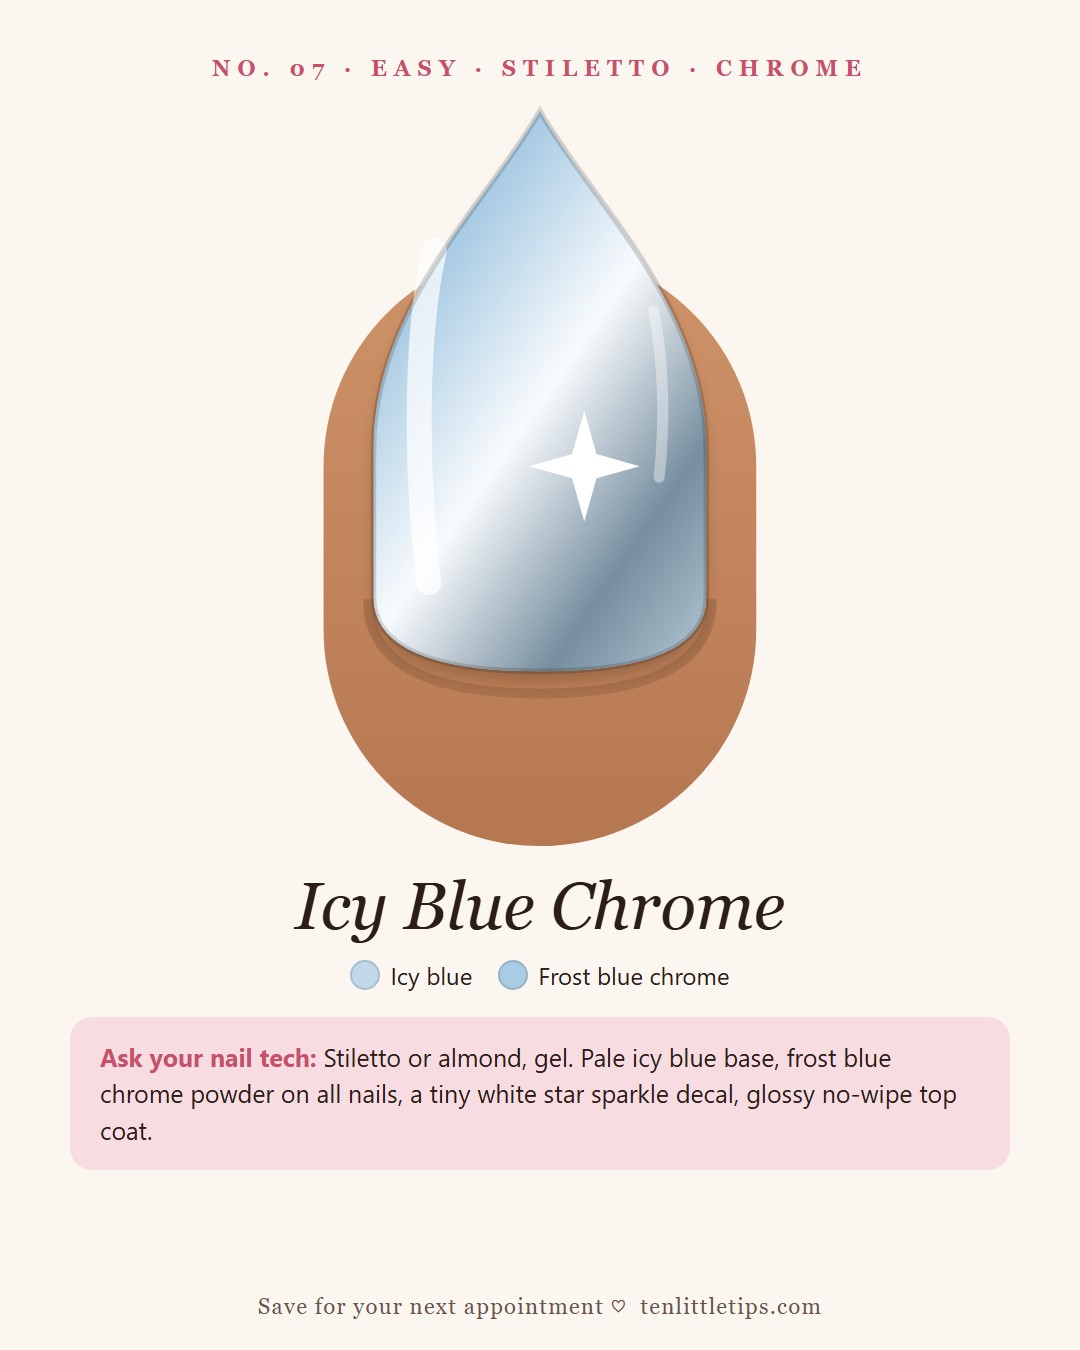 NO. 07 · EASY · STILETTO · CHROME
Icy Blue Chrome
Icy blue Frost blue chrome
Ask your nail tech: Stiletto or almond, gel. Pale icy blue base, frost blue
chrome powder on all nails, a tiny white star sparkle decal, glossy no-wipe top
coat.
Save for your next appointment ♡ tenlittletips.com